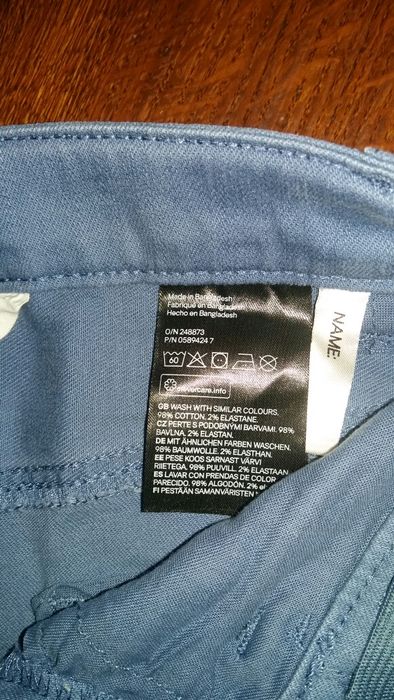 Made in Bangladesh
Fabriqué en Bangladesh
Hecho en Bangladesh
O/N 248873
P/N 0589424 7
60
clevercare.info
GB WASH WITH SIMILAR COLOURS.
98% COTTON, 2% ELASTANE
CZ PERTE S PODOBNÝMI BARVAMI. 98%
BAVLNA, 2% ELASTAN.
DE MIT ÄHNLICHEN FARBEN WASCHEN.
98% BAUMWOLLE, 2% ELASTHAN.
EE PESE KOOS SARNAST VÄRVI
RIIETEGA. 98% PUUVILL, 2% ELASTAAN
ES LAVAR CON PRENDAS DE COLOR
PARECIDO. 98% ALGODÓN, 2% el
FI PESTÄÄN SAMANVÄRISTEN
NAME: